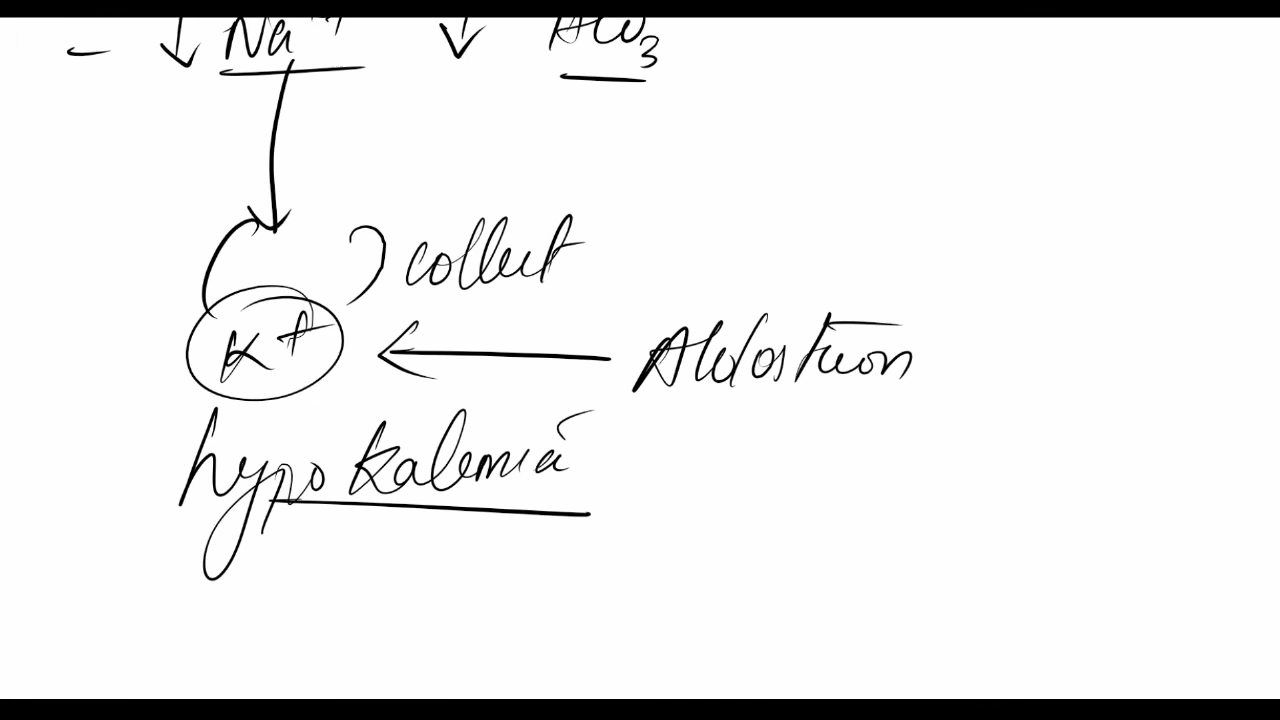 - ↓ Na ↓ HCO3
collect
K+ ← Aldosteron
hypokalemia